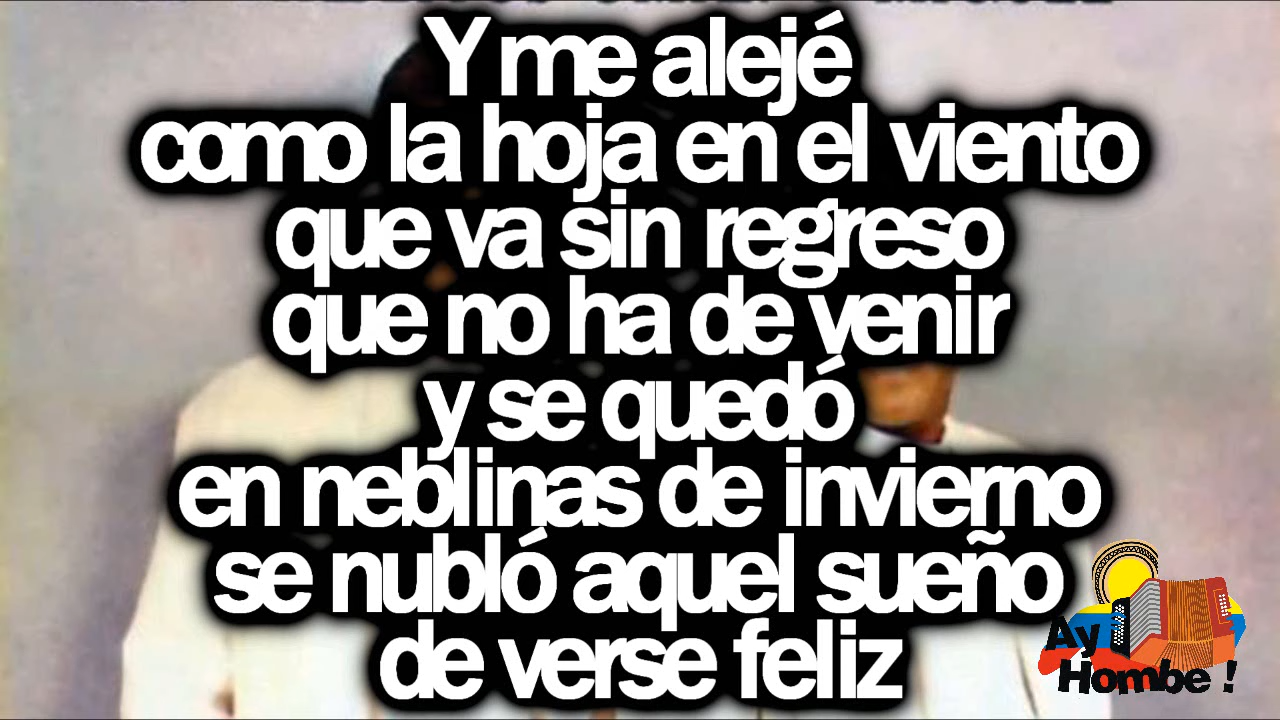 Y me alejé
como la hoja en el viento
que va sin regreso
que no ha de venir
y se quedó
en neblinas de invierno
se nubló aquel sueño
de verse feliz
Ay
Hombe !